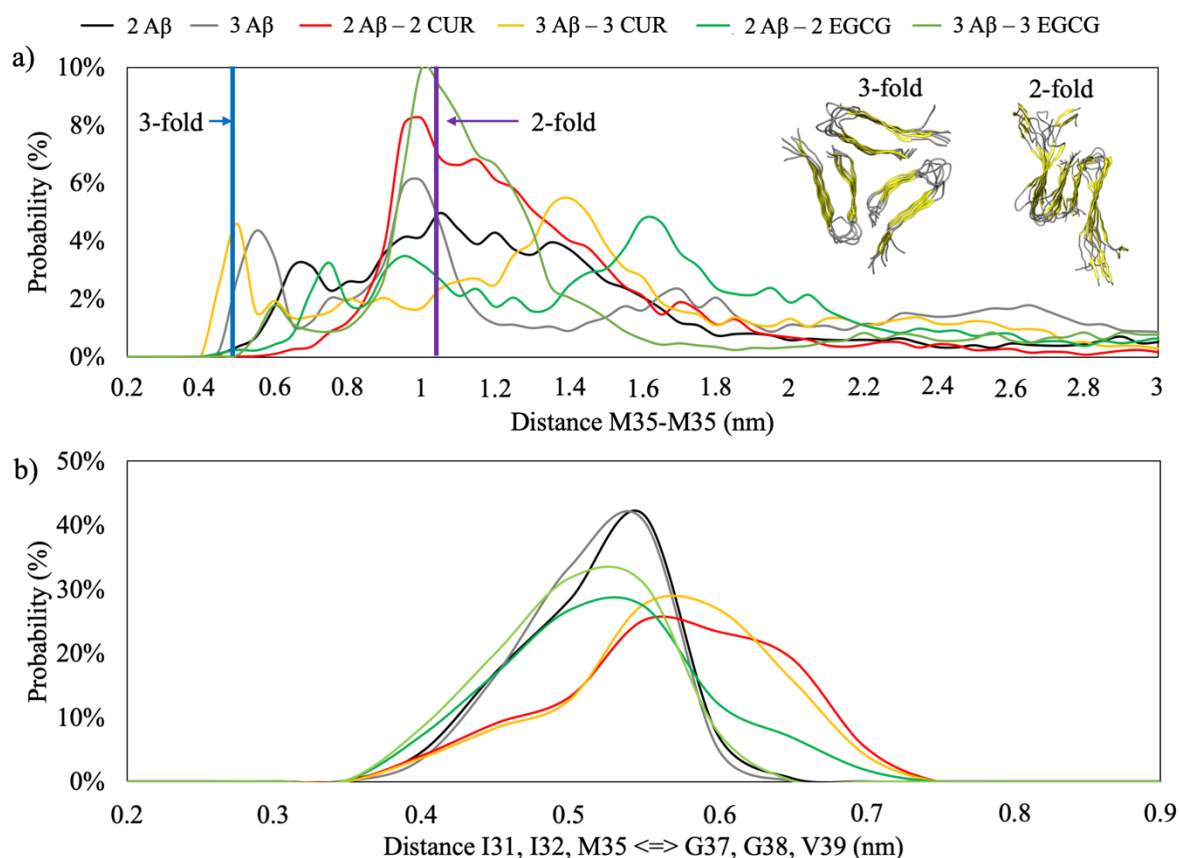 2 Aβ 3 Aβ 2 Aβ – 2 CUR 3 Aβ – 3 CUR 2 Aβ – 2 EGCG 3 Aβ – 3 EGCG
a)
10%
8%
6%
4%
2%
0%
Probability (%)
3-fold
2-fold
3-fold
2-fold
0.2 0.4 0.6 0.8 1 1.2 1.4 1.6 1.8 2 2.2 2.4 2.6 2.8 3
Distance M35-M35 (nm)
b)
50%
40%
30%
20%
10%
0%
Probability (%)
0.2 0.3 0.4 0.5 0.6 0.7 0.8 0.9
Distance I31, I32, M35 <=> G37, G38, V39 (nm)